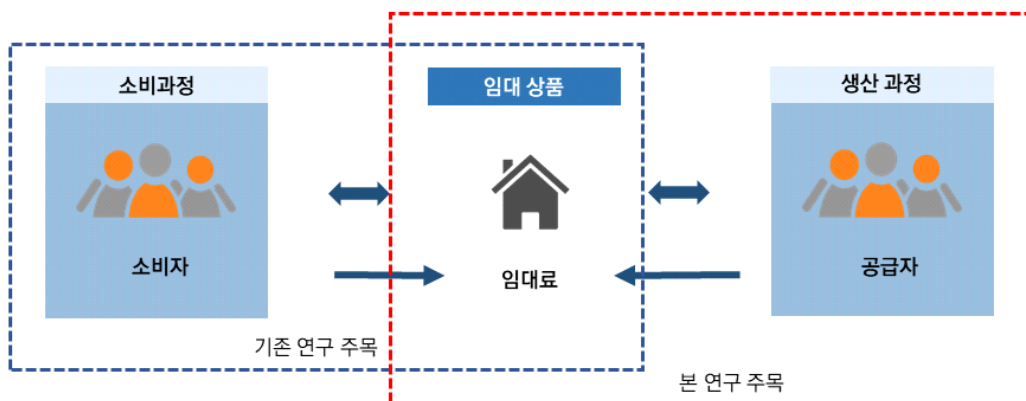 소비과정
임대 상품
생산 과정
소비자
임대료
공급자
기존 연구 주목
본 연구 주목